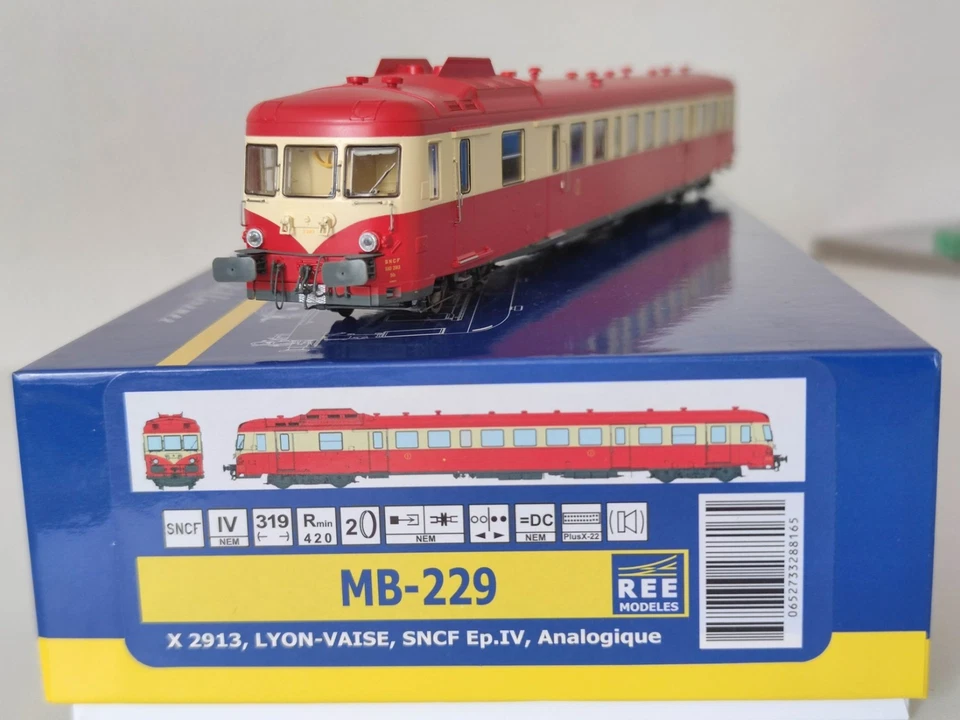 SNCF
SNCF
IV
NEM
319
Rmin
420
2
NEM
=DC
NEM
PlusX-22
MB-229
REE
MODELES
X 2913, LYON-VAISE, SNCF Ep.IV, Analogique
0652733288165